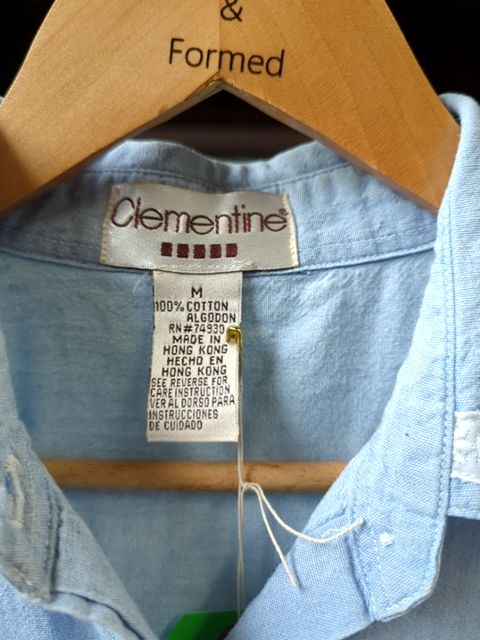 &
Formed
Clementine®
M
100% COTTON
ALGODON
RN#74930
MADE IN
HONG KONG
HECHO EN
HONG KONG
SEE REVERSE FOR
CARE INSTRUCTION
VER AL DORSO PARA
INSTRUCCIONES
DE CUIDADO